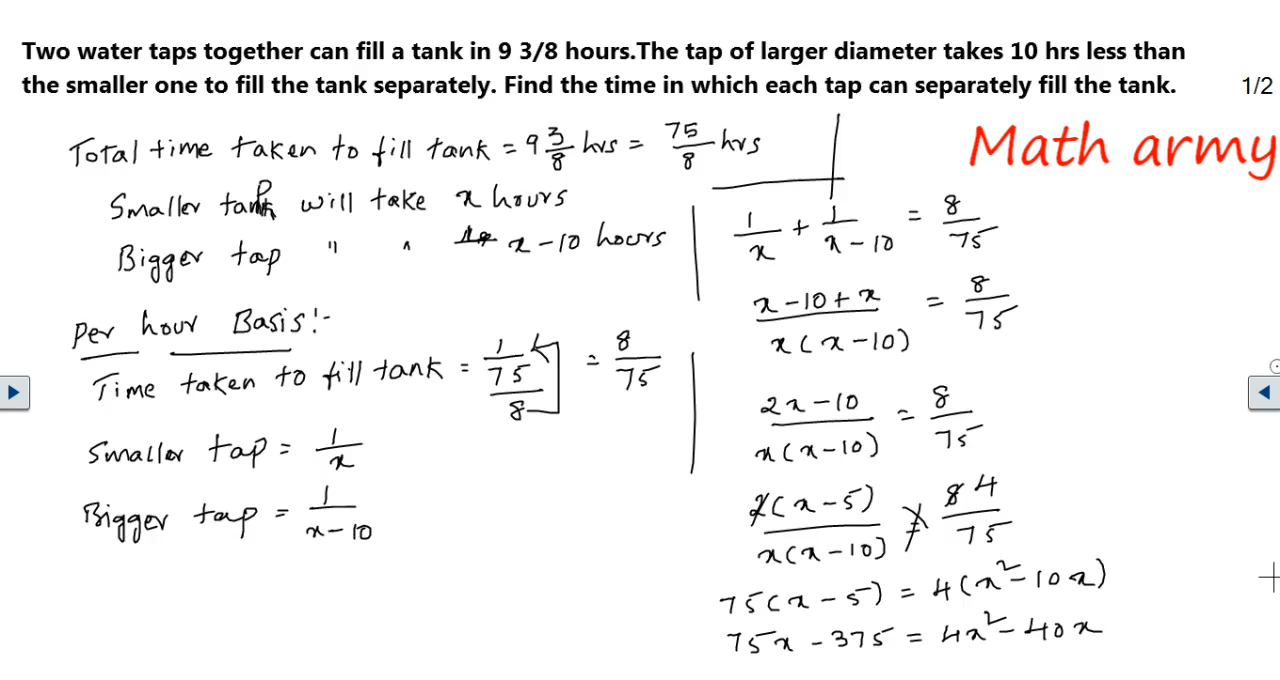 Two water taps together can fill a tank in 9 3/8 hours.The tap of larger diameter takes 10 hrs less than
the smaller one to fill the tank separately. Find the time in which each tap can separately fill the tank.
1/2
Math army
Total time taken to fill tank = 9 3/8 hrs = 75/8 hrs
Smaller tap will take x hours
Bigger tap " " x - 10 hours
Per hour Basis:-
Time taken to fill tank = 1/(75/8) = 8/75
Smaller tap = 1/x
Bigger tap = 1/(x - 10)
1/x + 1/(x - 10) = 8/75
(x - 10 + x)/(x(x - 10)) = 8/75
(2x - 10)/(x(x - 10)) = 8/75
2(x - 5)/(x(x - 10)) = 8 4/75
75(x - 5) = 4(x² - 10x)
75x - 375 = 4x² - 40x